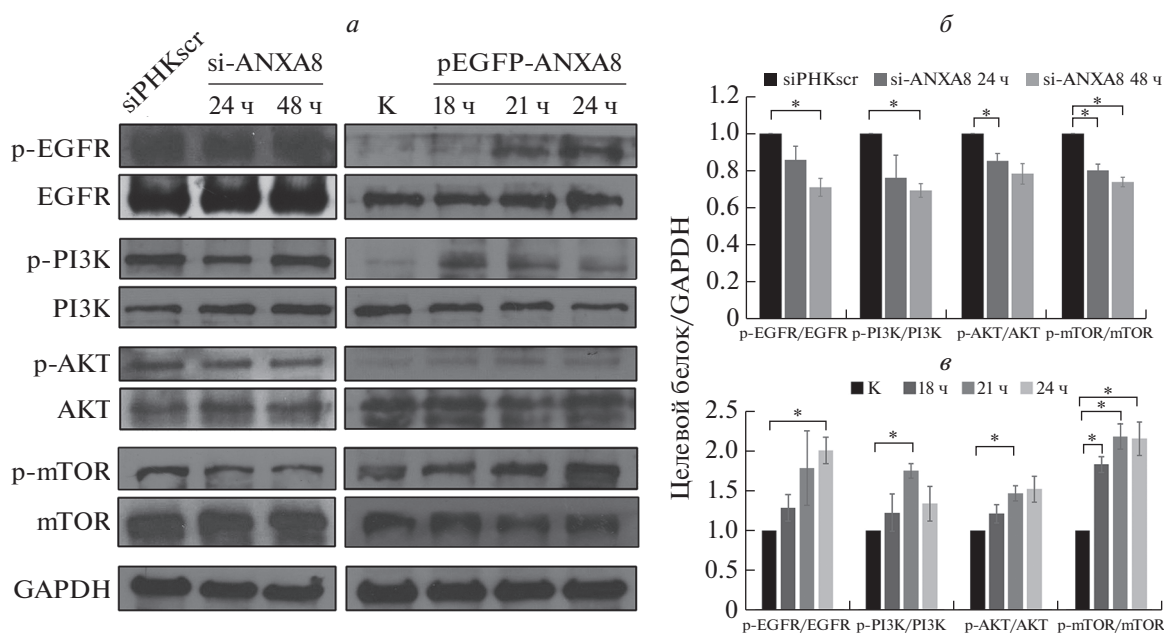 а
siРНКscr
si-ANXA8
24 ч 48 ч
pEGFP-ANXA8
К 18 ч 21 ч 24 ч
p-EGFR
EGFR
p-PI3K
PI3K
p-AKT
AKT
p-mTOR
mTOR
GAPDH
б
siРНКscr si-ANXA8 24 ч si-ANXA8 48 ч
* * * * *
1.2
1.0
0.8
0.6
0.4
0.2
0
p-EGFR/EGFR p-PI3K/PI3K p-AKT/AKT p-mTOR/mTOR
Целевой белок/GAPDH
в
К 18 ч 21 ч 24 ч
* * * * * *
2.5
2.0
1.5
1.0
0.5
0
p-EGFR/EGFR p-PI3K/PI3K p-AKT/AKT p-mTOR/mTOR